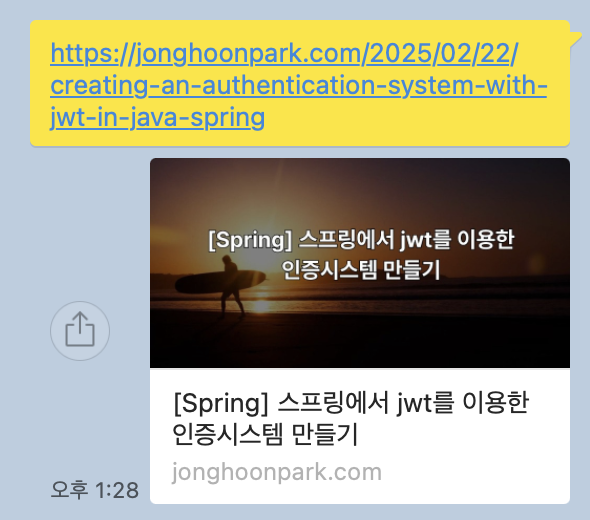 https://jonghoonpark.com/2025/02/22/
creating-an-authentication-system-with-
jwt-in-java-spring
[Spring] 스프링에서 jwt를 이용한
인증시스템 만들기
[Spring] 스프링에서 jwt를 이용한
인증시스템 만들기
jonghoonpark.com
오후 1:28